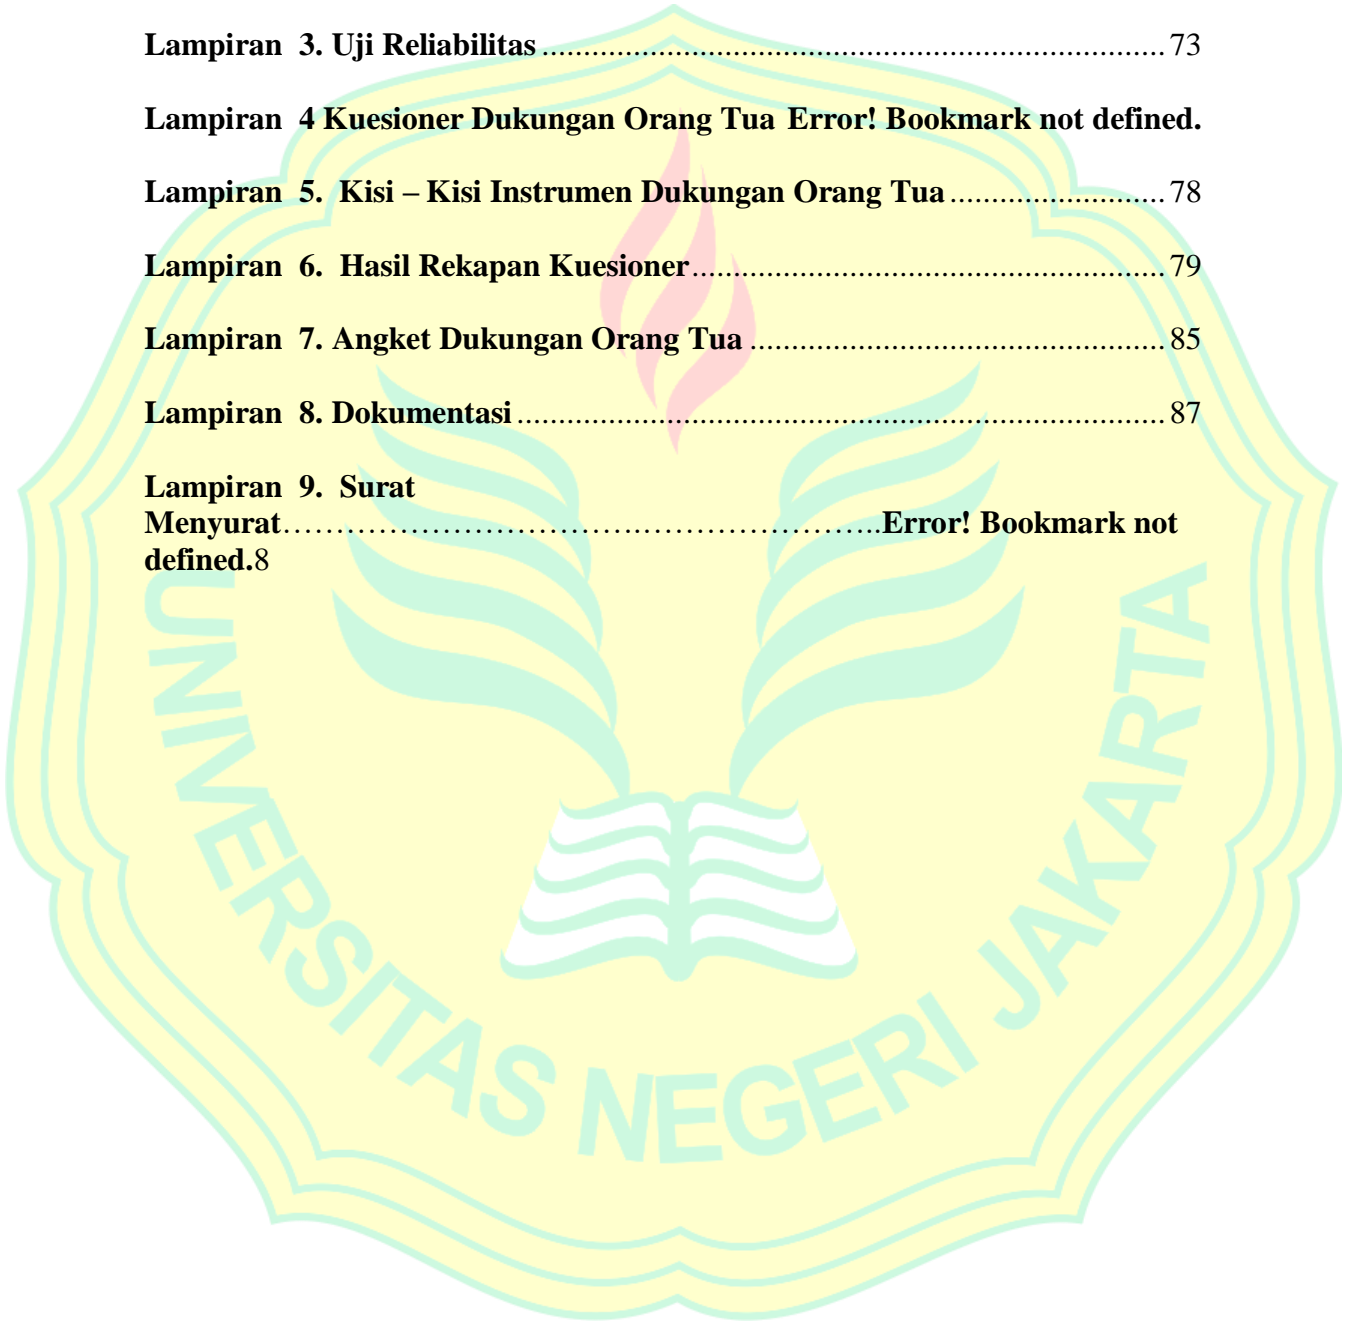 Lampiran 3. Uji Reliabilitas........................................................................... 73
Lampiran 4 Kuesioner Dukungan Orang Tua Error! Bookmark not defined.
Lampiran 5. Kisi – Kisi Instrumen Dukungan Orang Tua.......................... 78
Lampiran 6. Hasil Rekapan Kuesioner......................................................... 79
Lampiran 7. Angket Dukungan Orang Tua.................................................. 85
Lampiran 8. Dokumentasi.............................................................................. 87
Lampiran 9. Surat
Menyurat…………………………………………………..Error! Bookmark not
defined.8
UNIVERSITAS NEGERI JAKARTA